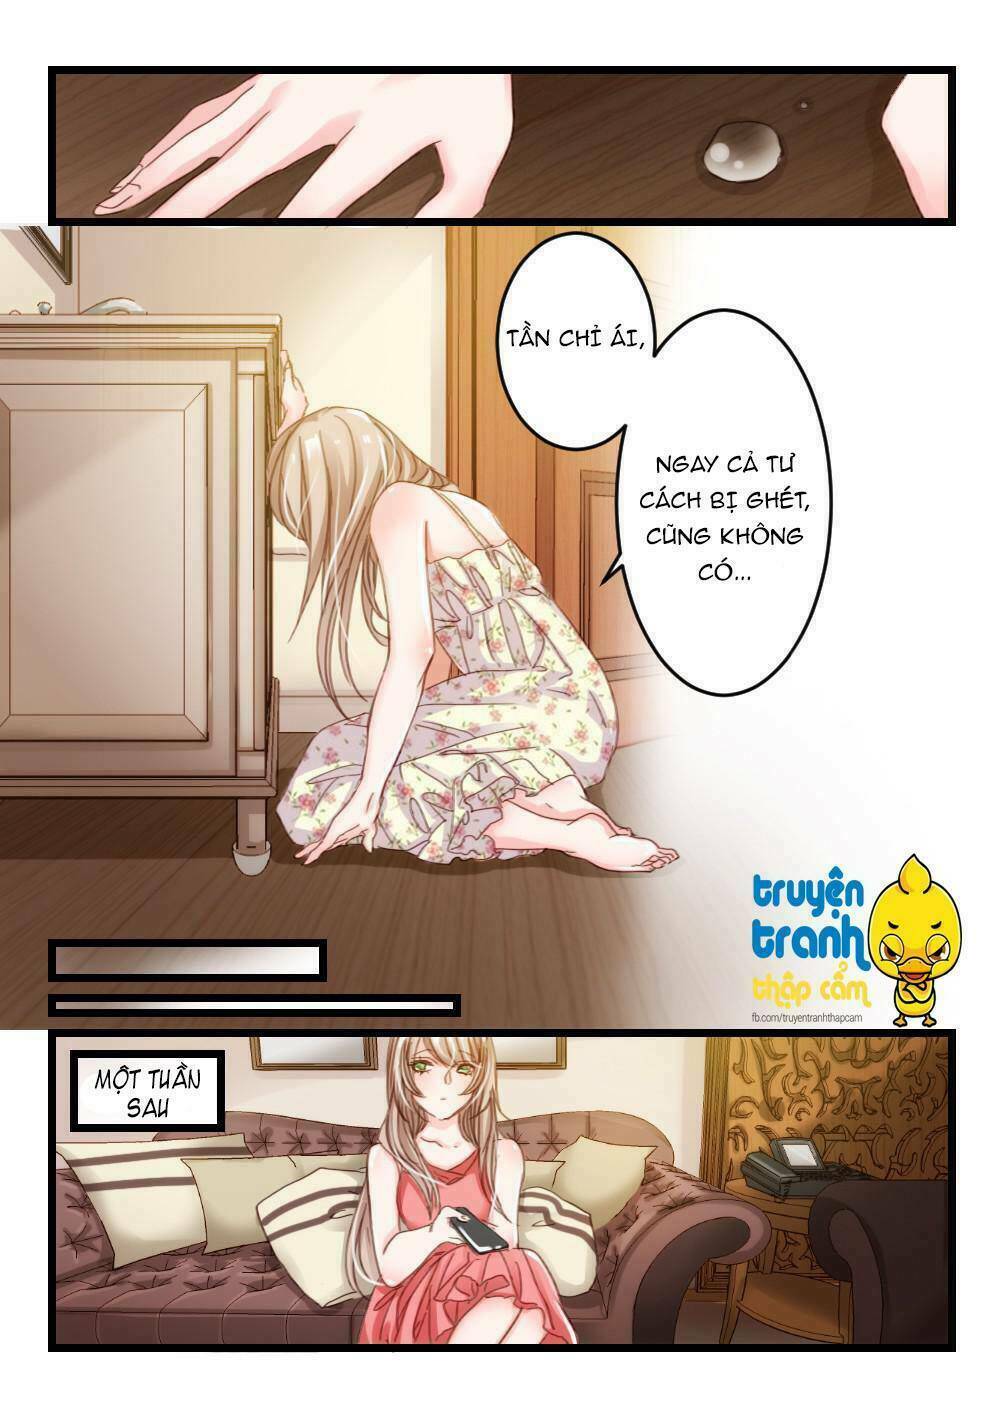 TẦN CHỈ ÁI,
NGAY CẢ TƯ
CÁCH BỊ GHÉT,
CŨNG KHÔNG
CÓ...
truyện
tranh
thập cẩm
fb.com/truyentranhthapcam
MỘT TUẦN
SAU